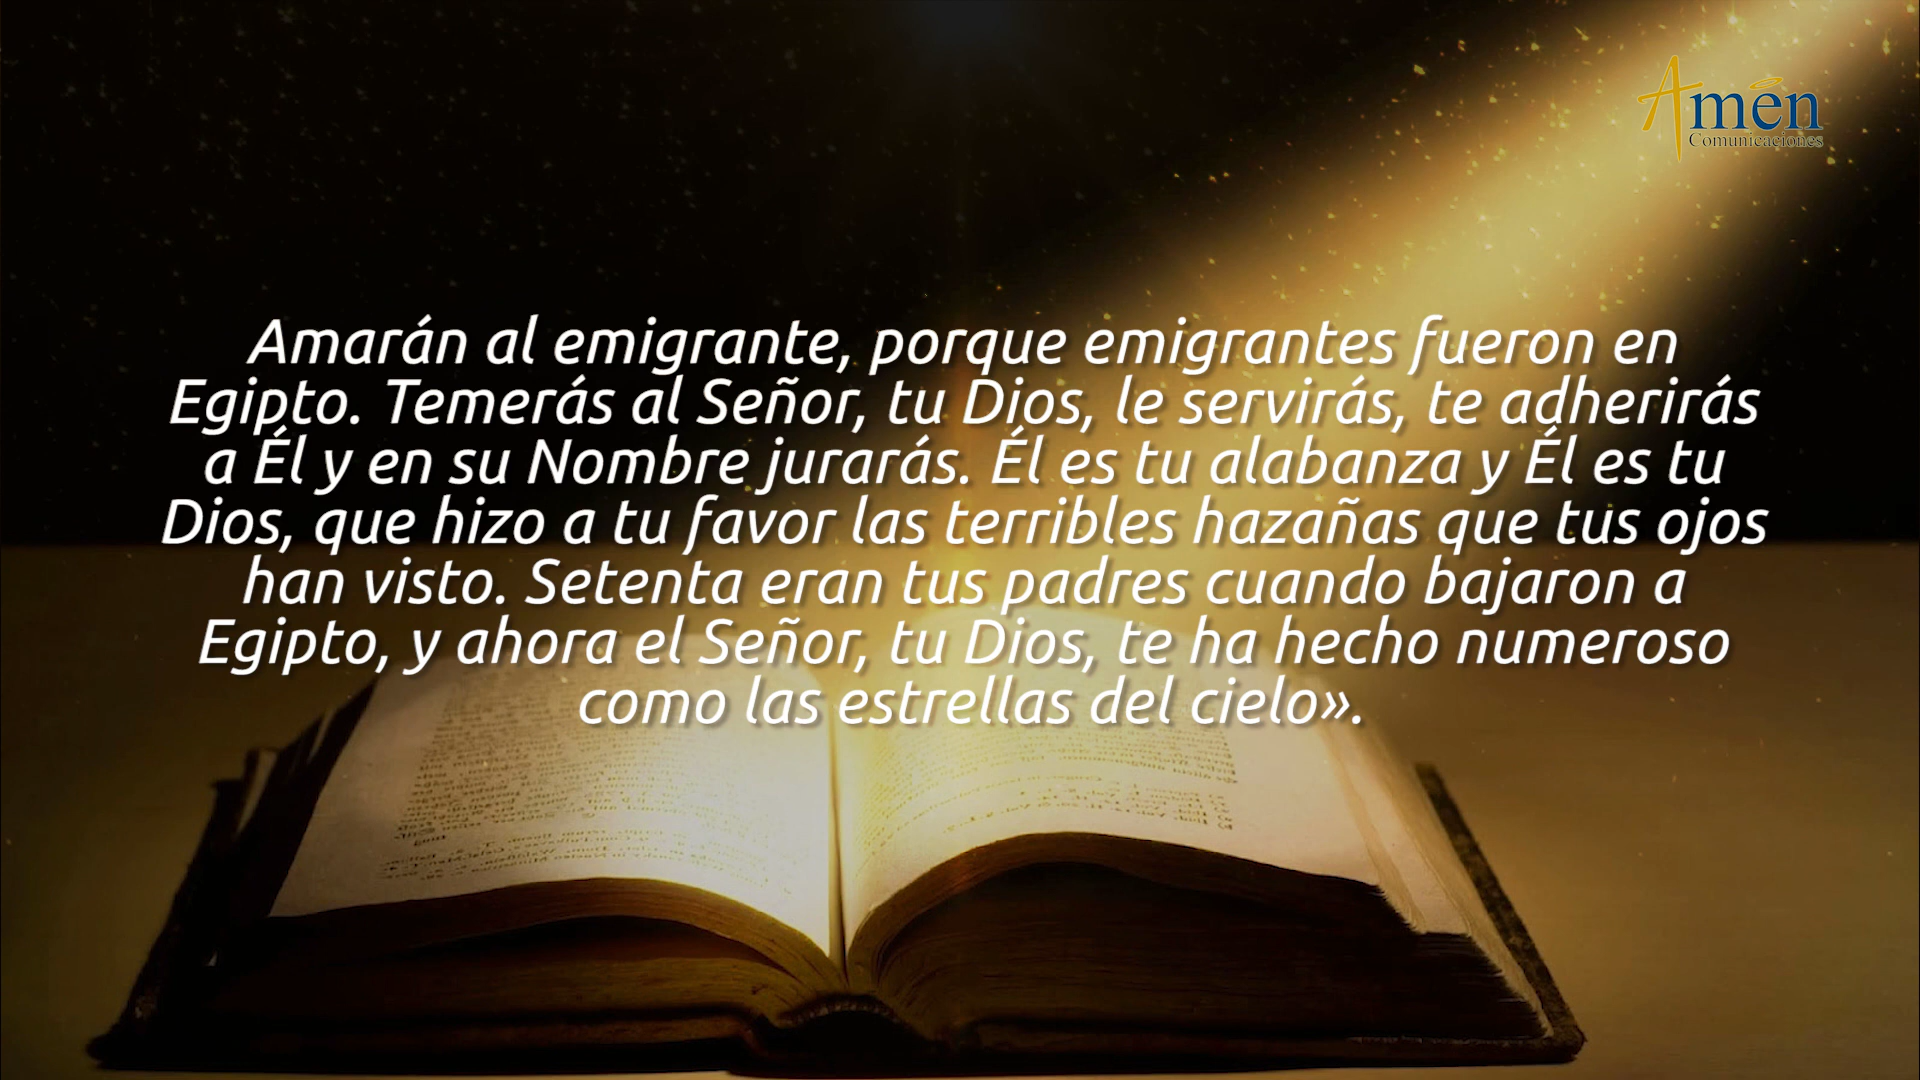 Amén
Comunicaciones
Amarán al emigrante, porque emigrantes fueron en
Egipto. Temerás al Señor, tu Dios, le servirás, te adherirás
a Él y en su Nombre jurarás. Él es tu alabanza y Él es tu
Dios, que hizo a tu favor las terribles hazañas que tus ojos
han visto. Setenta eran tus padres cuando bajaron a
Egipto, y ahora el Señor, tu Dios, te ha hecho numeroso
como las estrellas del cielo».